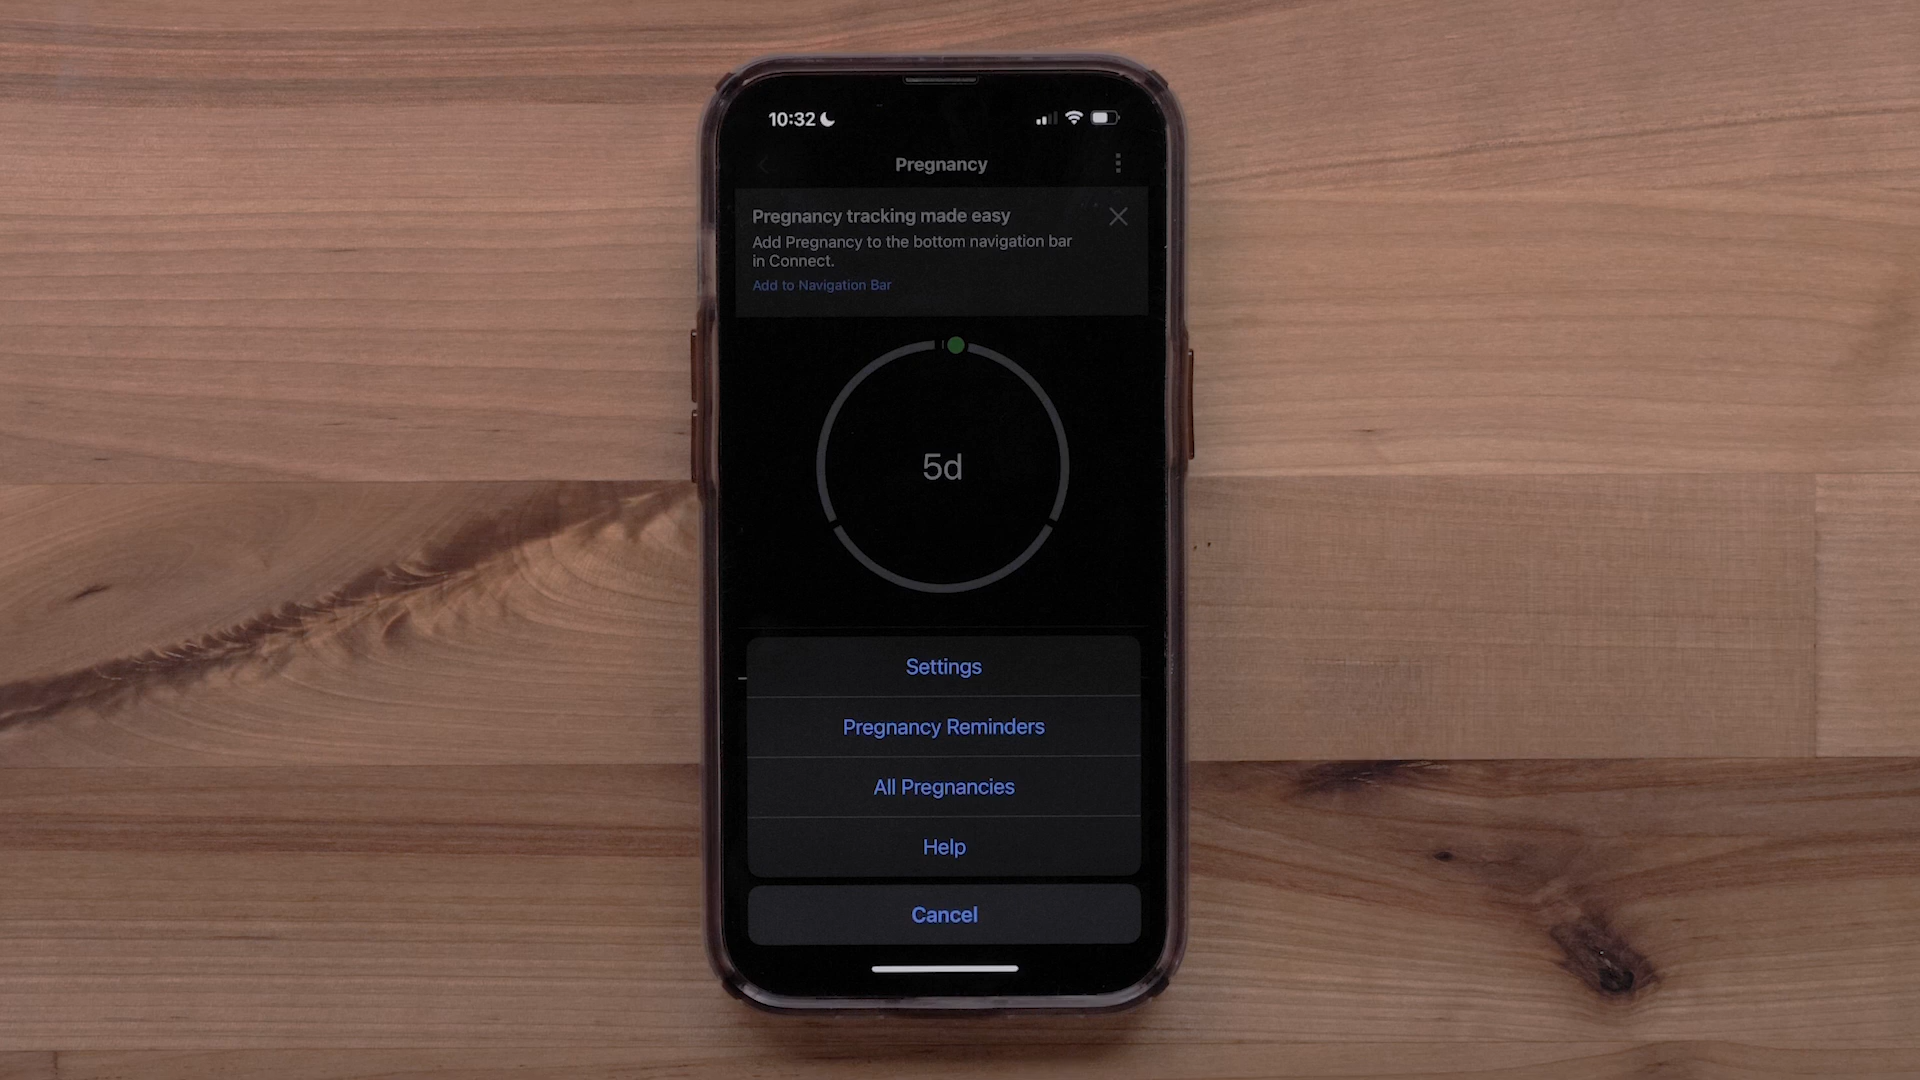 10:32
Pregnancy
Pregnancy tracking made easy
Add Pregnancy to the bottom navigation bar
in Connect.
Add to Navigation Bar
5d
Settings
Pregnancy Reminders
All Pregnancies
Help
Cancel